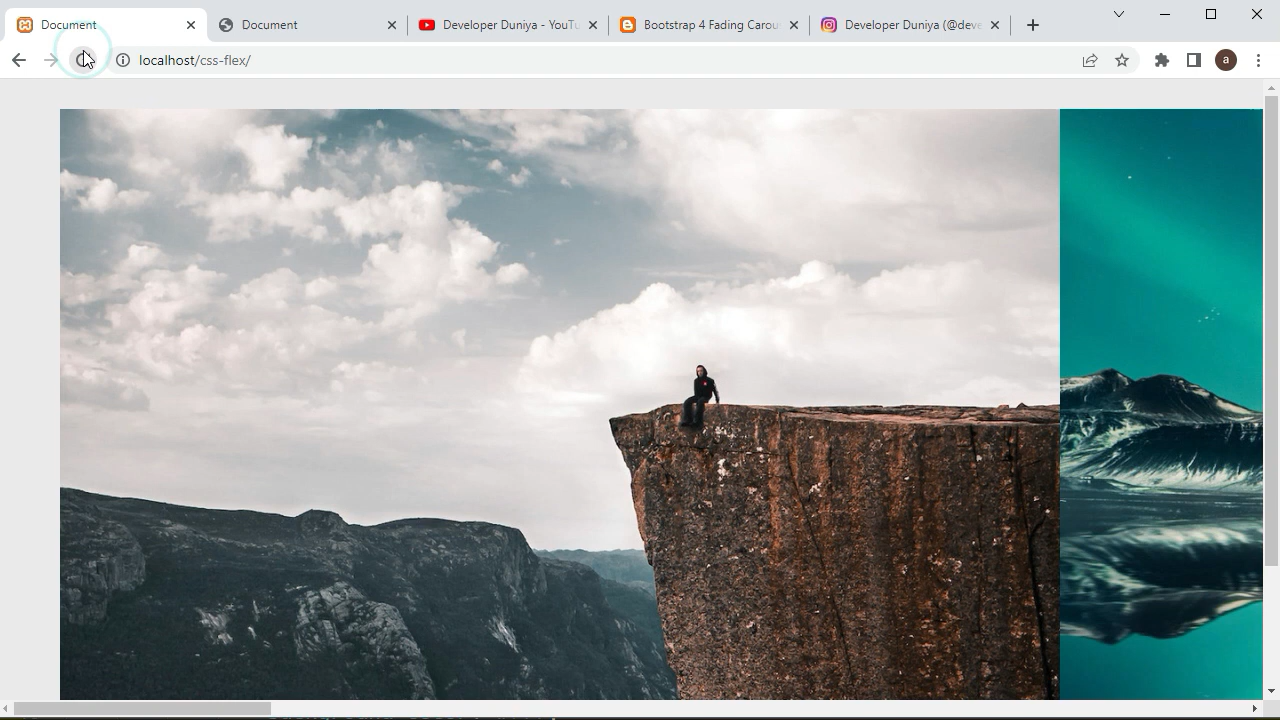 Document
Document
Developer Duniya - YouTu
Bootstrap 4 Fading Carou
Developer Duniya (@deve
localhost/css-flex/
a